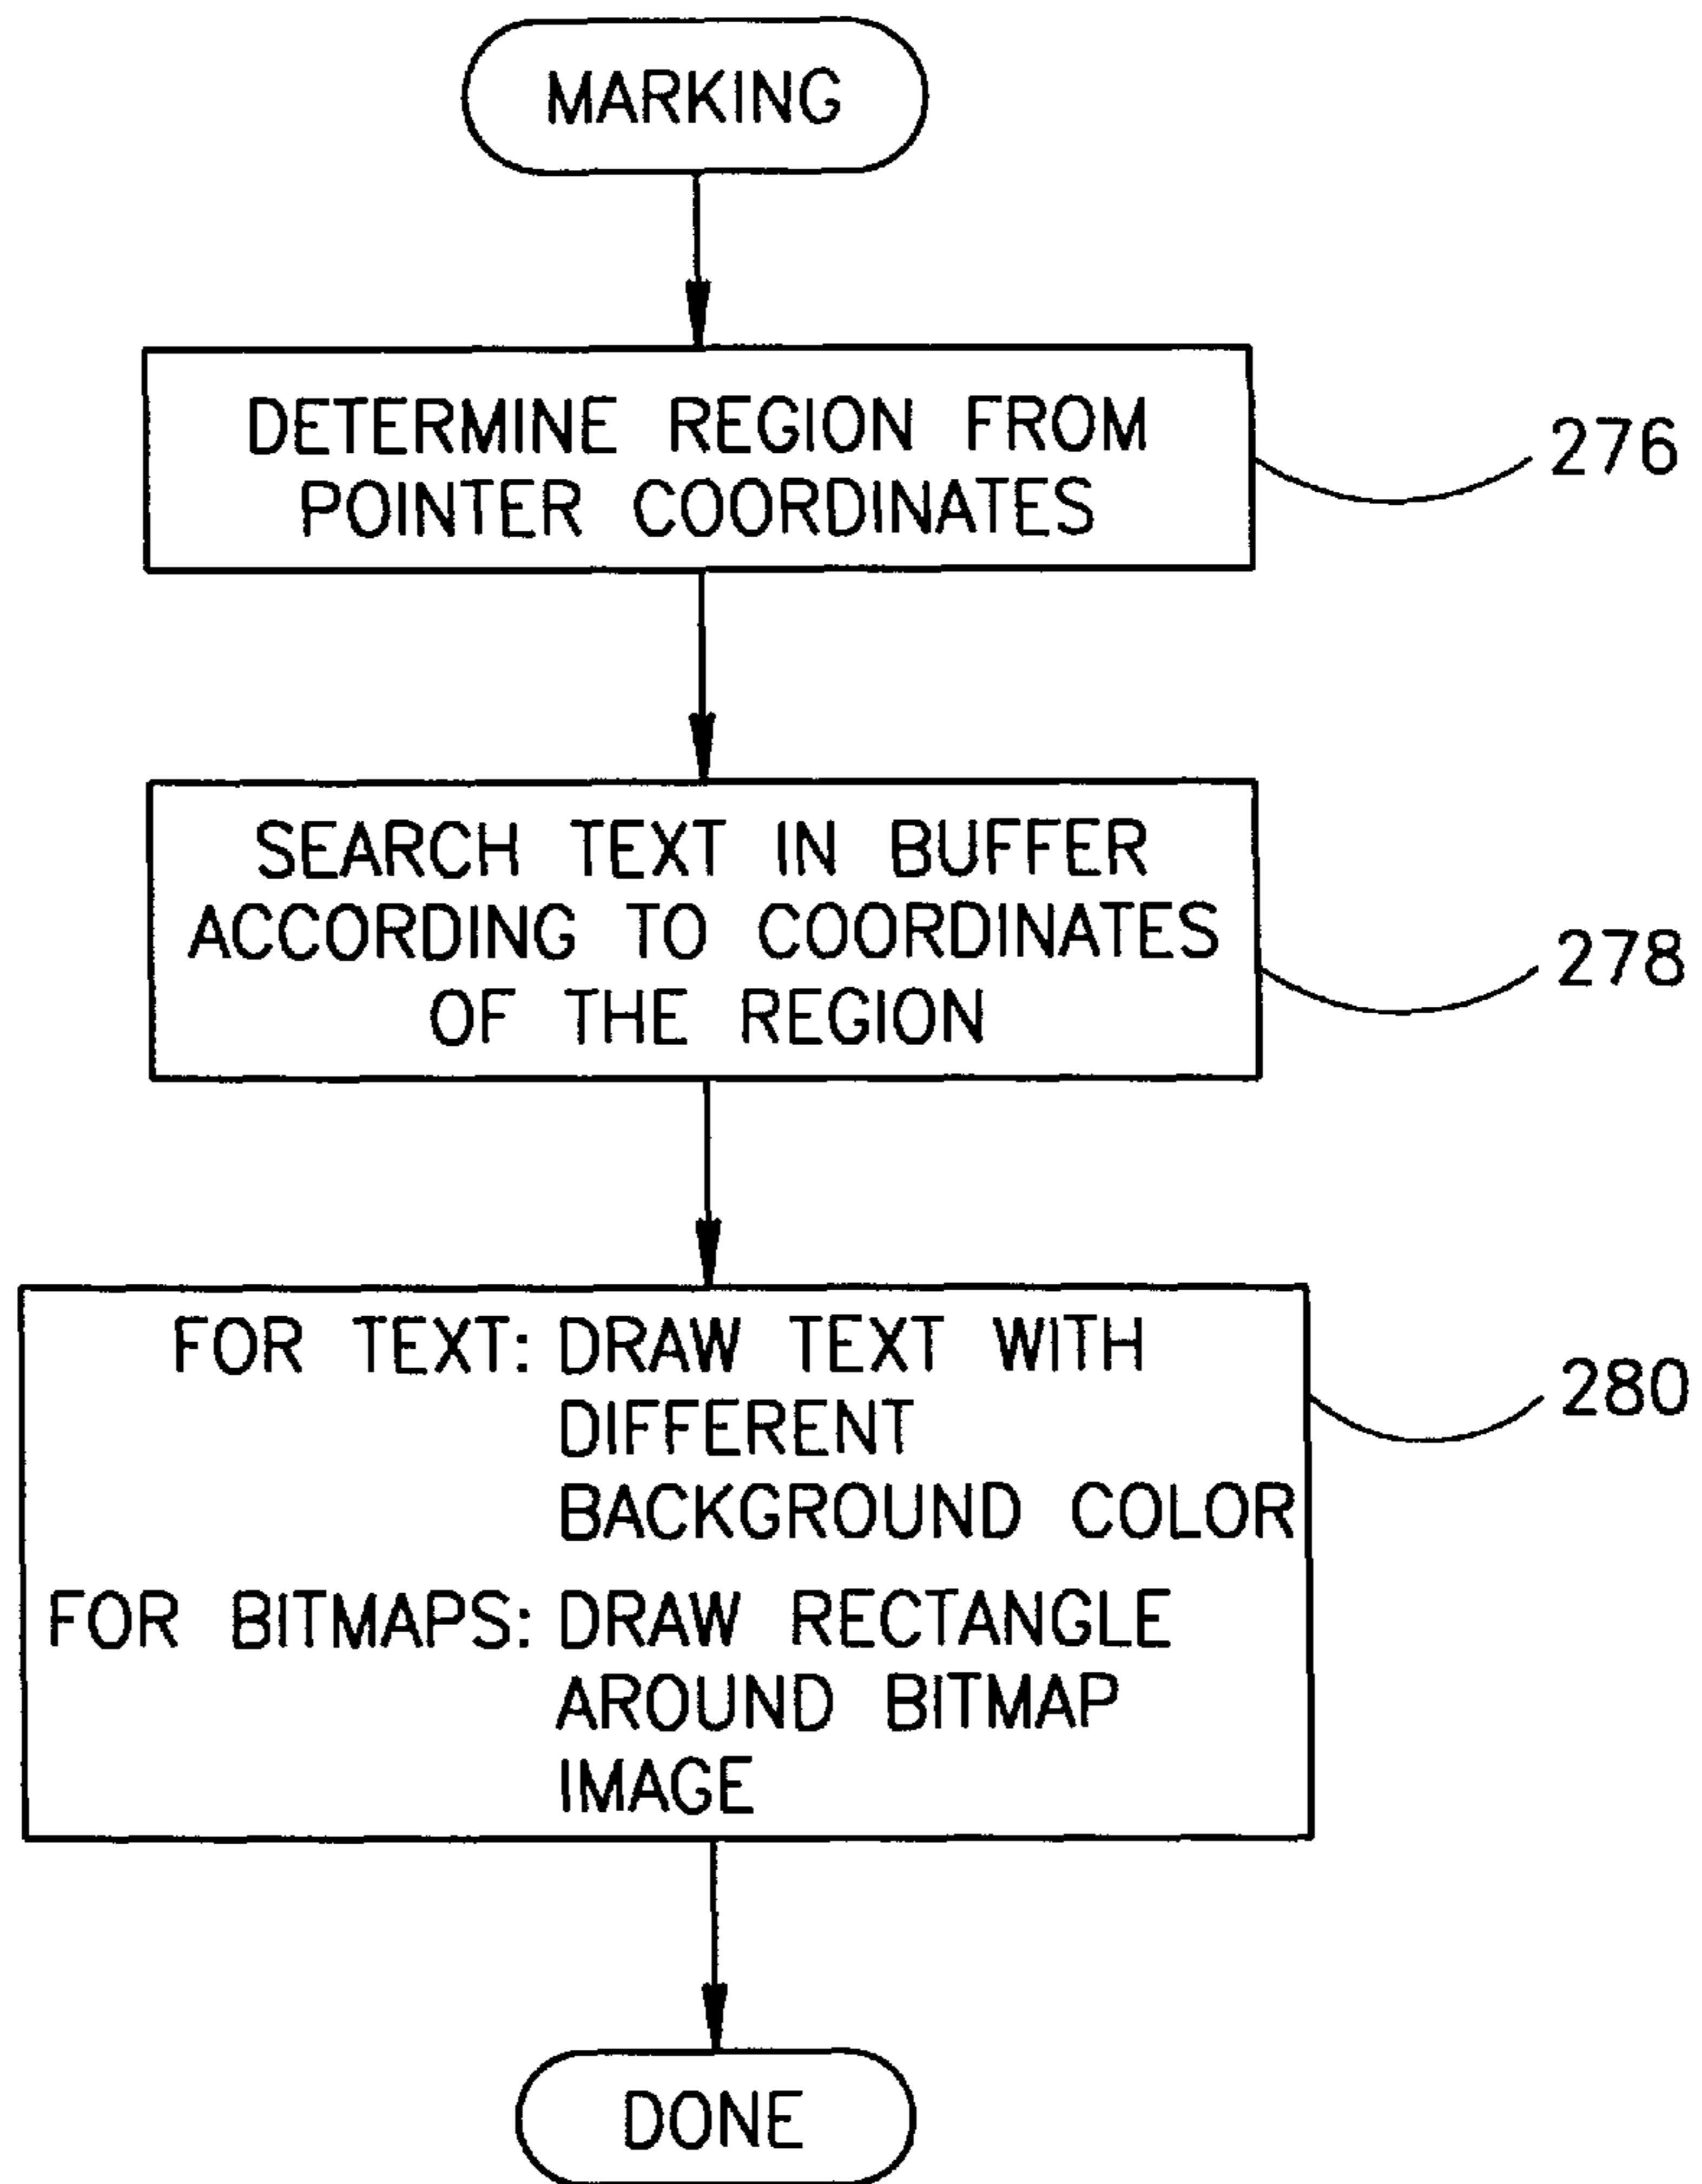 MARKING
DETERMINE REGION FROM
POINTER COORDINATES
276
SEARCH TEXT IN BUFFER
ACCORDING TO COORDINATES
OF THE REGION
278
FOR TEXT: DRAW TEXT WITH
DIFFERENT
BACKGROUND COLOR
280
FOR BITMAPS: DRAW RECTANGLE
AROUND BITMAP
IMAGE
DONE